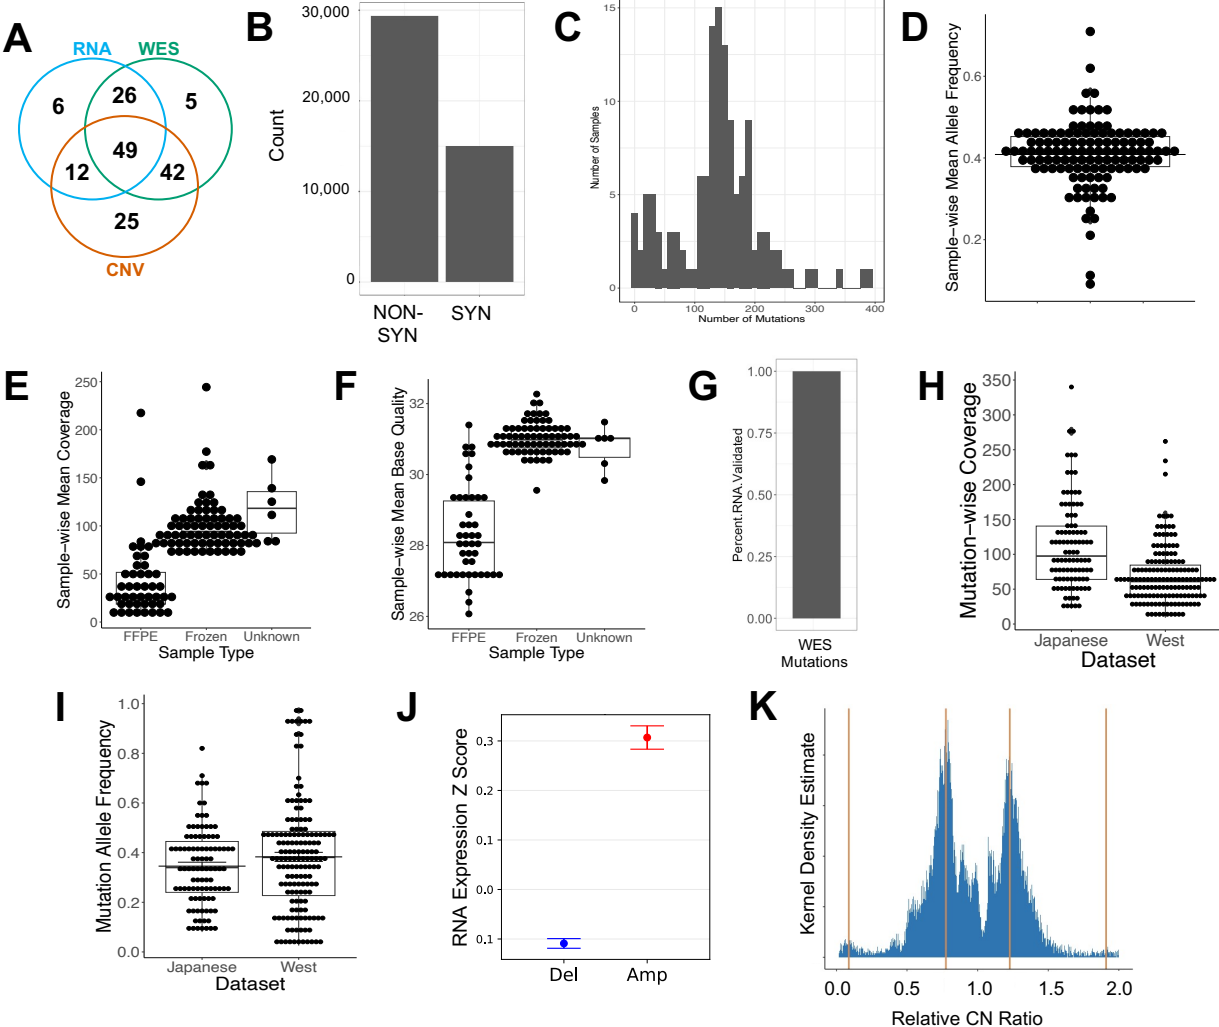 A
RNA WES
6 26 5
49
12 42
25
CNV
B
Count
30,000
20,000
10,000
0
NON-
SYN
SYN
C
Number of Samples
15
10
5
0
0 100 200 300 400
Number of Mutations
D
Sample-wise Mean Allele Frequency
0.6
0.4
0.2
E
Sample-wise Mean Coverage
250
200
150
100
50
0
FFPE Frozen Unknown
Sample Type
F
Sample-wise Mean Base Quality
32
30
28
26
FFPE Frozen Unknown
Sample Type
G
Percent.RNA.Validated
1.00
0.75
0.50
0.25
0.00
WES
Mutations
H
Mutation-wise Coverage
350
300
250
200
150
100
50
0
Japanese West
Dataset
I
Mutation Allele Frequency
1.0
0.8
0.6
0.4
0.2
0.0
Japanese West
Dataset
J
RNA Expression Z Score
0.3
0.2
0.1
0.0
0.1
Del Amp
K
Kernel Density Estimate
0.0 0.5 1.0 1.5 2.0
Relative CN Ratio